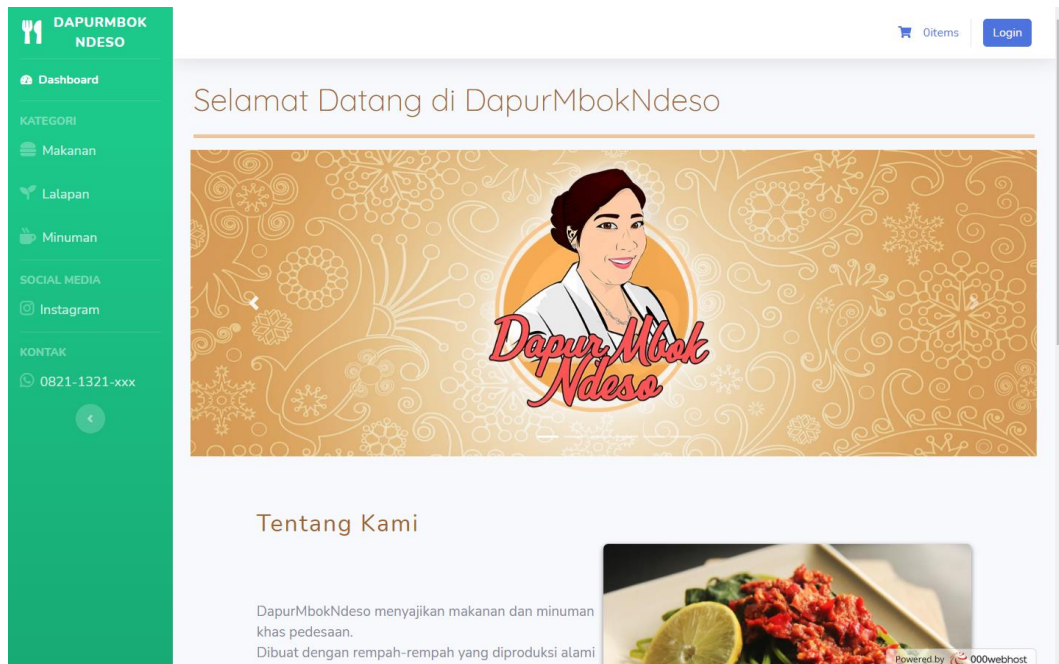 DAPURMBOK
NDESO
Dashboard
KATEGORI
Makanan
Lalapan
Minuman
SOCIAL MEDIA
Instagram
KONTAK
0821-1321-xxx
0items
Login
Selamat Datang di DapurMbokNdeso
Dapur Mbok
Ndeso
Tentang Kami
DapurMbokNdeso menyajikan makanan dan minuman
khas pedesaan.
Dibuat dengan rempah-rempah yang diproduksi alami
Powered by 000webhost